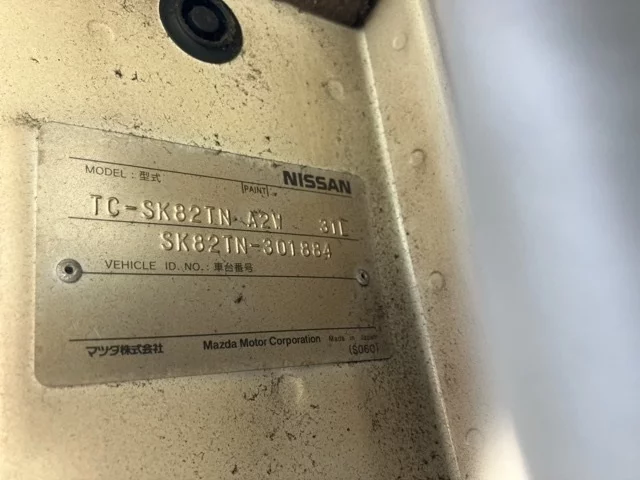 MODEL : 型式
PAINT NISSAN
TC-SK82TN-A2W 31L
SK82TN-301884
VEHICLE ID. NO. : 車台番号
マツダ株式会社 Mazda Motor Corporation Made in Japan
(S060)